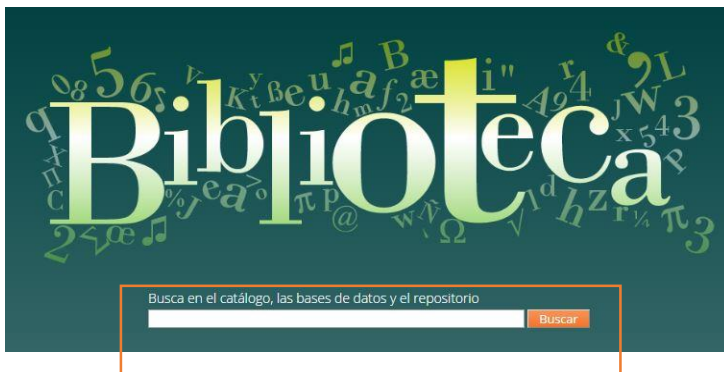 Biblioteca
Busca en el catálogo, las bases de datos y el repositorio
Buscar